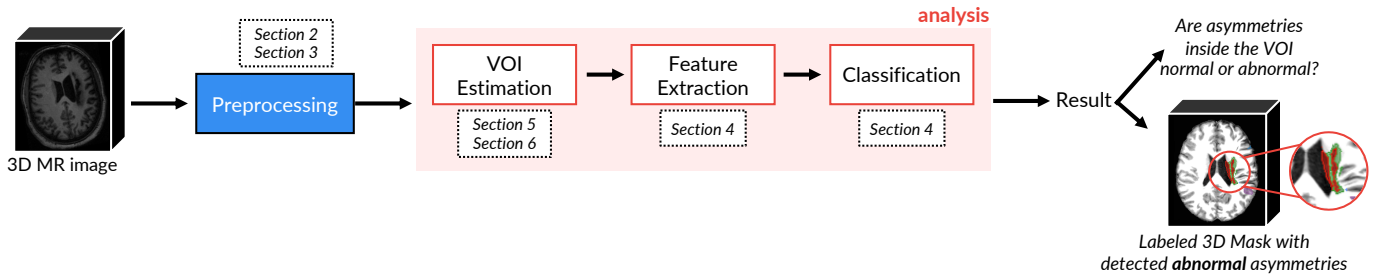 3D MR image
Section 2
Section 3
Preprocessing
analysis
VOI
Estimation
Section 5
Section 6
Feature
Extraction
Section 4
Classification
Section 4
Result
Are asymmetries
inside the VOI
normal or abnormal?
Labeled 3D Mask with
detected abnormal asymmetries